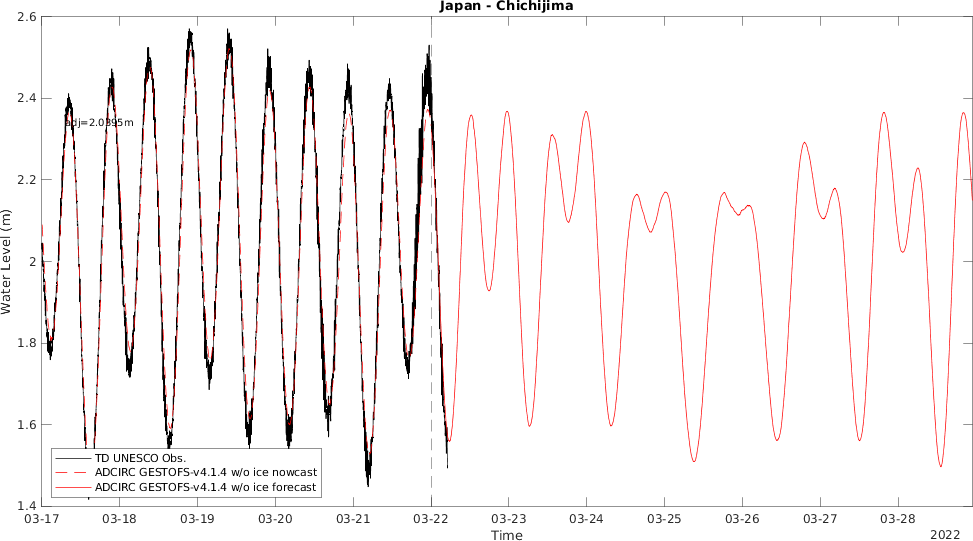 Japan - Chichijima
2.6
2.4
2.2
2
1.8
1.6
1.4
Water Level (m)
adj=2.0395m
TD UNESCO Obs.
ADCIRC GESTOFS-v4.1.4 w/o ice nowcast
ADCIRC GESTOFS-v4.1.4 w/o ice forecast
03-17 03-18 03-19 03-20 03-21 03-22 03-23 03-24 03-25 03-26 03-27 03-28
Time
2022